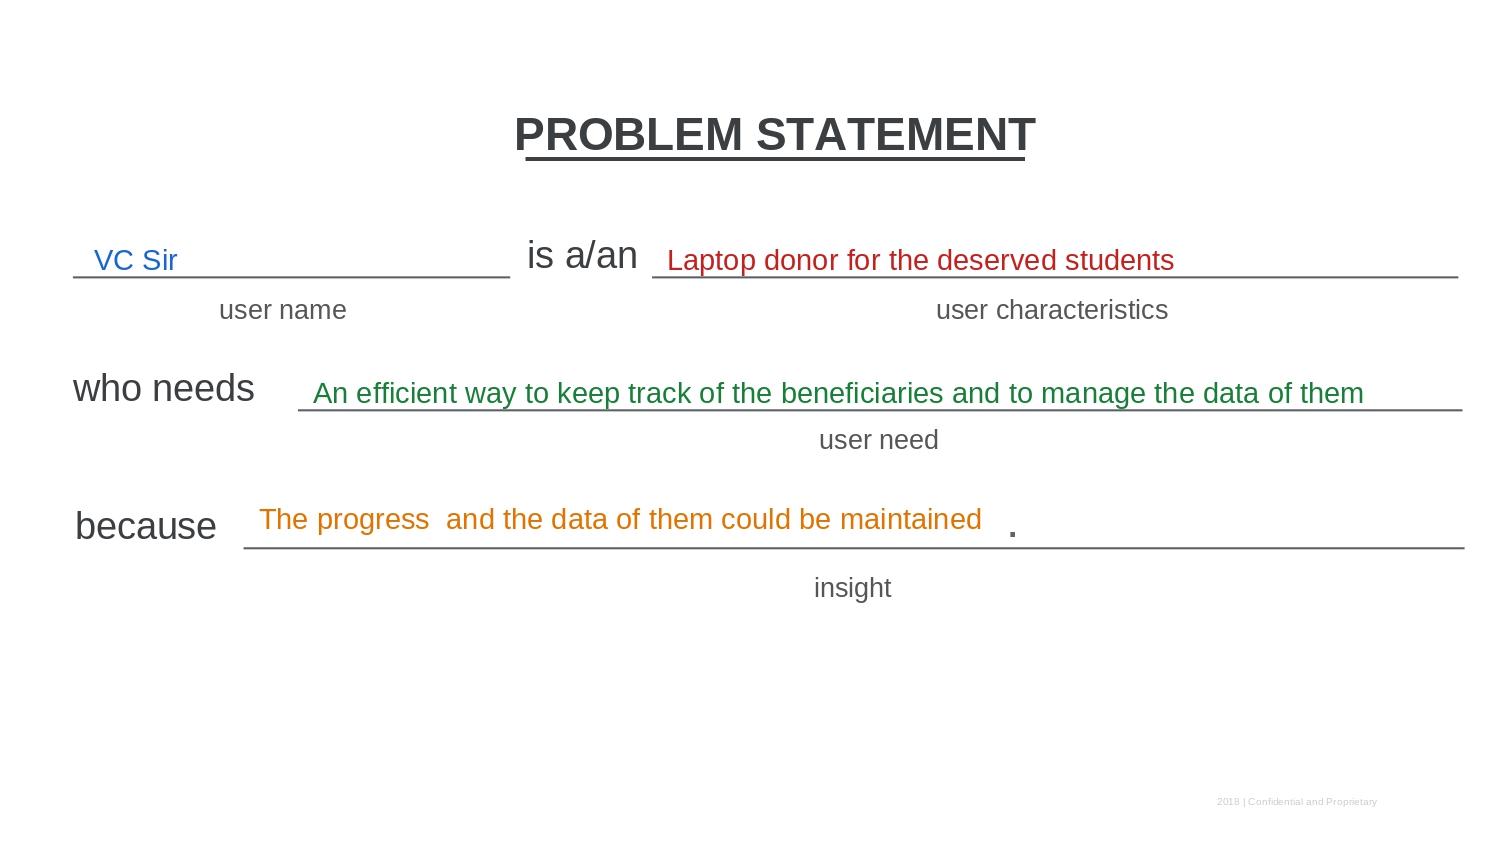 PROBLEM STATEMENT
VC Sir is a/an Laptop donor for the deserved students
user name user characteristics
who needs An efficient way to keep track of the beneficiaries and to manage the data of them
user need
because The progress  and the data of them could be maintained .
insight
2018 | Confidential and Proprietary